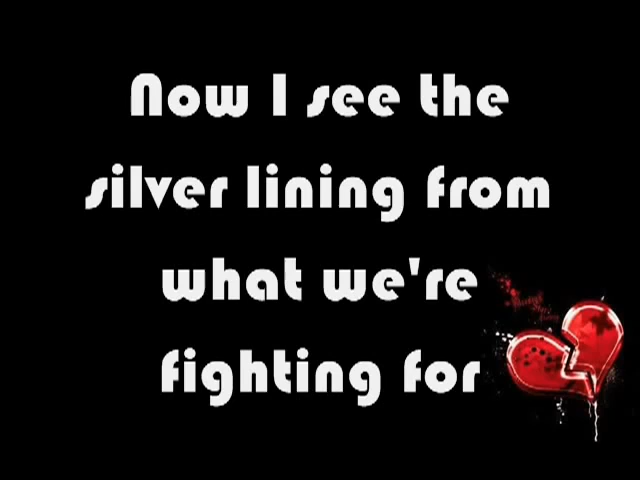 Now I see the
silver lining from
what we're
fighting for